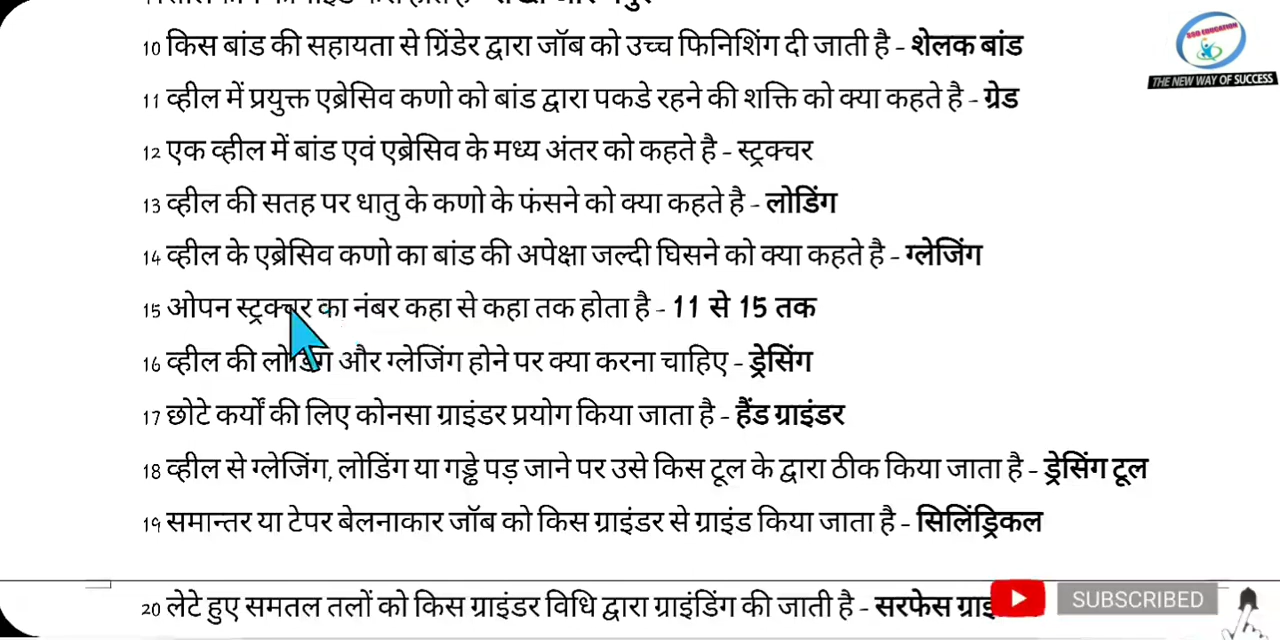 10 किस बांड की सहायता से ग्रिंडेर द्वारा जॉब को उच्च फिनिशिंग दी जाती है - शेलक बांड
11 व्हील में प्रयुक्त एब्रेसिव कणो को बांड द्वारा पकडे रहने की शक्ति को क्या कहते है - ग्रेड
12 एक व्हील में बांड एवं एब्रेसिव के मध्य अंतर को कहते है - स्ट्रक्चर
13 व्हील की सतह पर धातु के कणो के फंसने को क्या कहते है - लोडिंग
14 व्हील के एब्रेसिव कणो का बांड की अपेक्षा जल्दी घिसने को क्या कहते है - ग्लेजिंग
15 ओपन स्ट्रक्चर का नंबर कहा से कहा तक होता है - 11 से 15 तक
16 व्हील की लोडिंग और ग्लेजिंग होने पर क्या करना चाहिए - ड्रेसिंग
17 छोटे कर्यों की लिए कोनसा ग्राइंडर प्रयोग किया जाता है - हैंड ग्राइंडर
18 व्हील से ग्लेजिंग, लोडिंग या गड्ढे पड़ जाने पर उसे किस टूल के द्वारा ठीक किया जाता है - ड्रेसिंग टूल
19 समान्तर या टेपर बेलनाकार जॉब को किस ग्राइंडर से ग्राइंड किया जाता है - सिलिंड्रिकल
20 लेटे हुए समतल तलों को किस ग्राइंडर विधि द्वारा ग्राइंडिंग की जाती है - सरफेस
SUBSCRIBED
THE NEW WAY OF SUCCESS